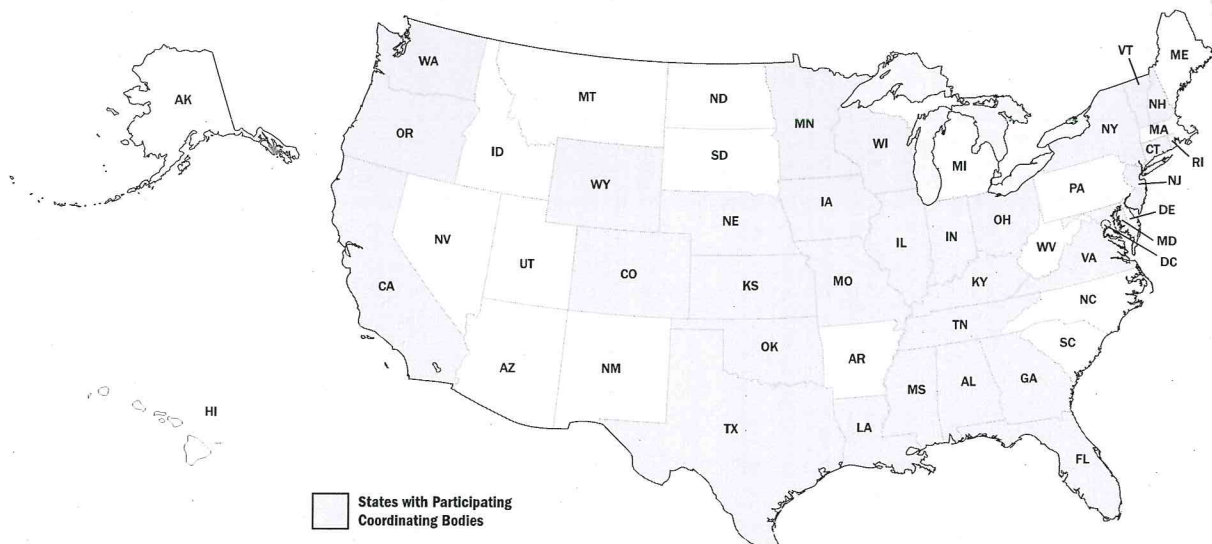 VT
ME
WA
AK
MT
ND
NH
MN
OR
NY
MA
ID
WI
CT
SD
RI
MI
WY
NJ
PA
IA
NE
DE
OH
MD
NV
IL
IN
WV
DC
UT
VA
CO
CA
KS
MO
KY
NC
TN
OK
SC
AZ
NM
AR
MS
AL
GA
HI
TX
LA
FL
States with Participating
Coordinating Bodies